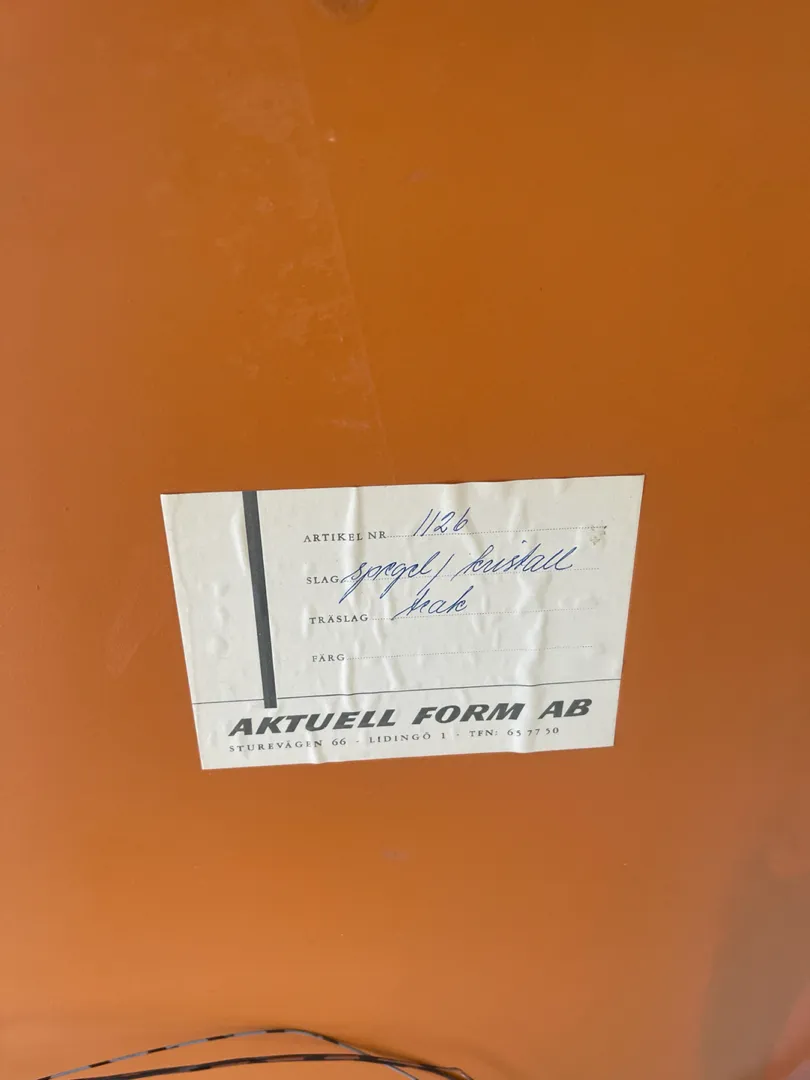 ARTIKEL NR 1126
SLAG spegel / kristall
TRÄSLAG teak
FÄRG
AKTUELL FORM AB
STUREVÄGEN 66 · LIDINGÖ 1 · TFN: 65 77 50